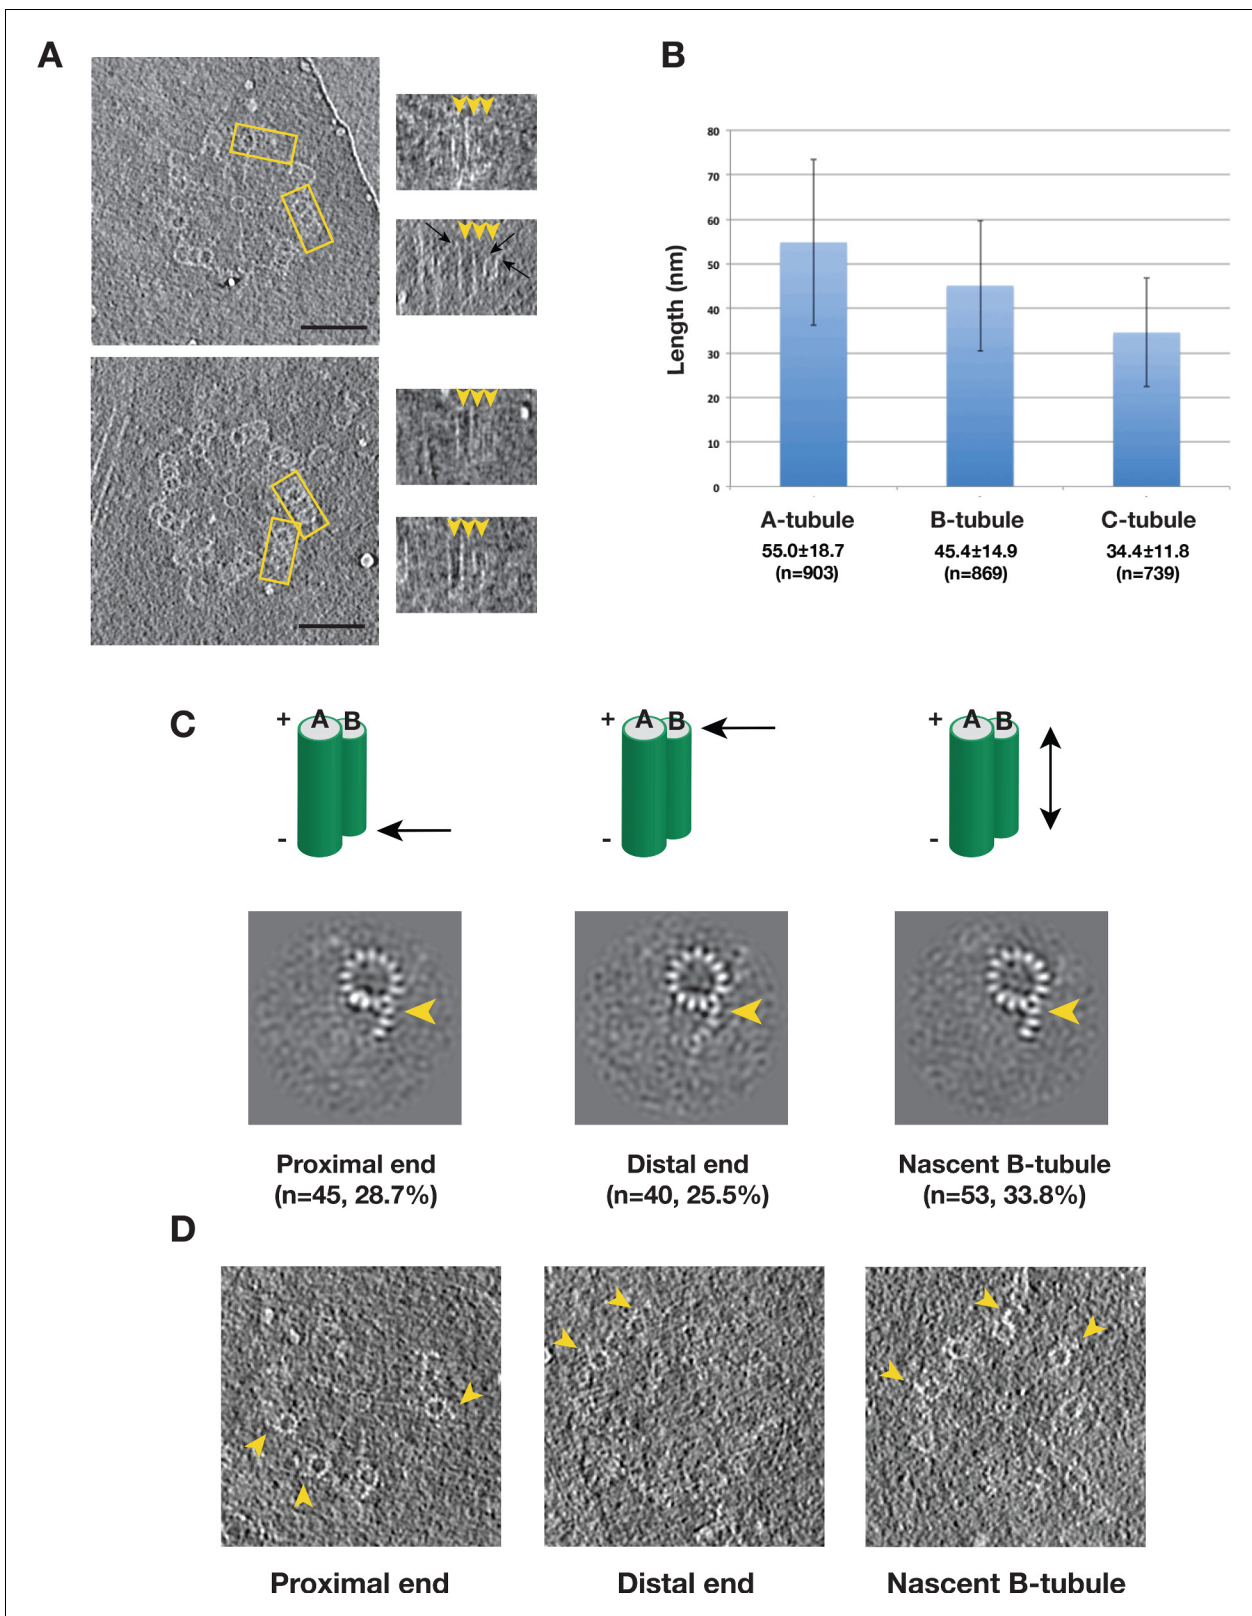 A
B
80
70
60
50
40
30
20
10
0
Length (nm)
A-tubule
B-tubule
C-tubule
55.0±18.7
45.4±14.9
34.4±11.8
(n=903)
(n=869)
(n=739)
C
+ A B
+ A B
+ A B
-
-
-
Proximal end
Distal end
Nascent B-tubule
(n=45, 28.7%)
(n=40, 25.5%)
(n=53, 33.8%)
D
Proximal end
Distal end
Nascent B-tubule